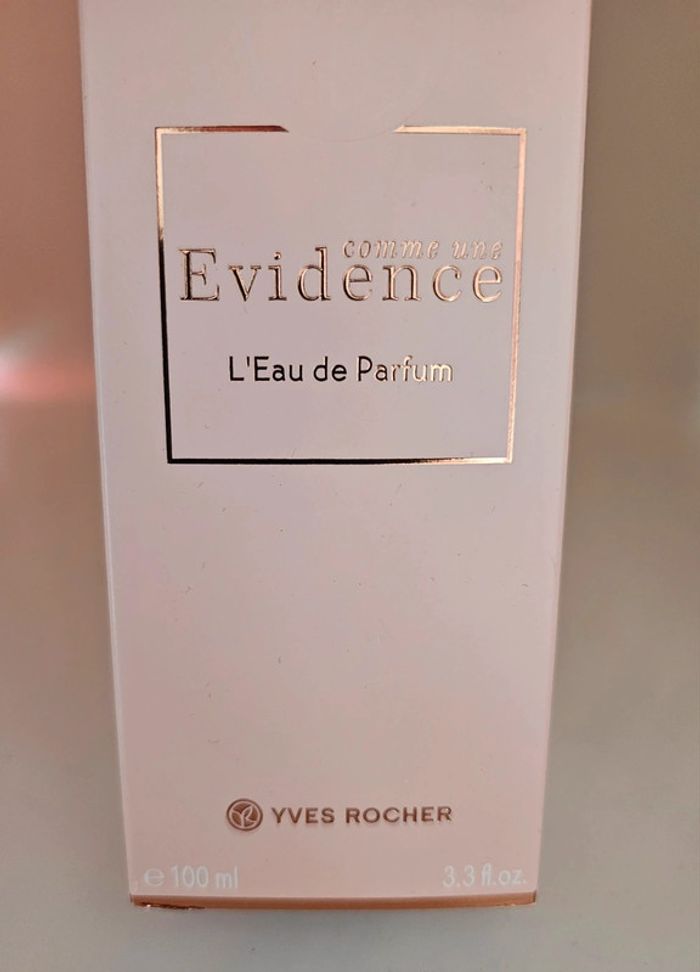 comme une
Evidence
L'Eau de Parfum
YVES ROCHER
e 100 ml 3.3 fl.oz.